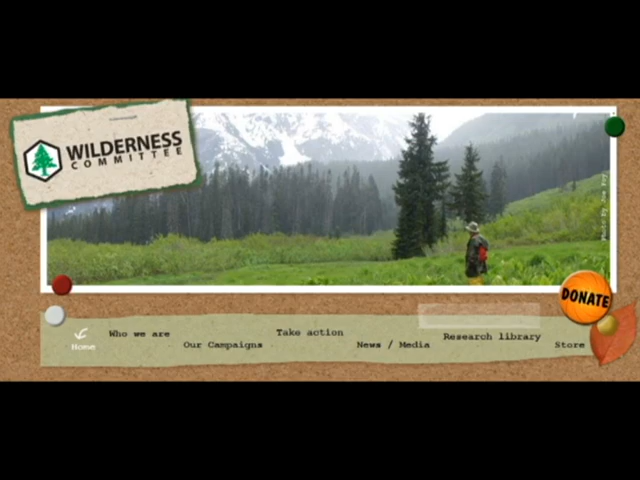 WILDERNESS
COMMITTEE
DONATE
Home
Who we are
Our Campaigns
Take action
News / Media
Research library
Store